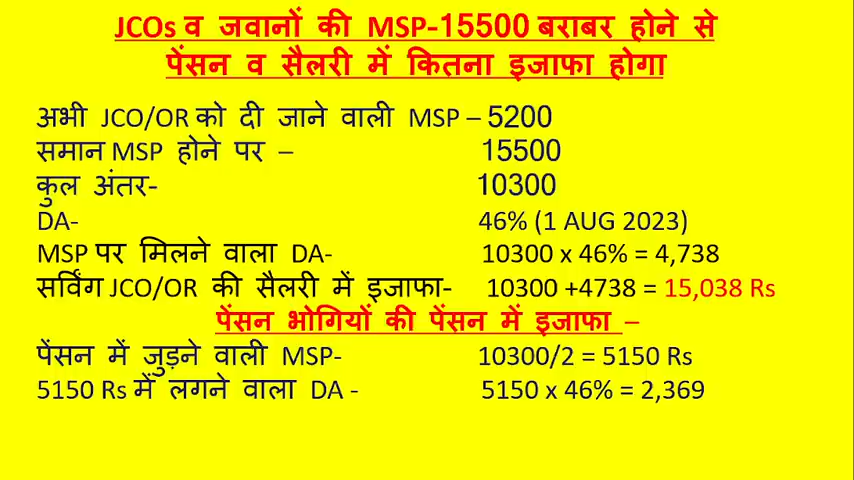 JCOs व जवानों की MSP-15500 बराबर होने से
पेंसन व सैलरी में कितना इजाफा होगा
अभी JCO/OR को दी जाने वाली MSP – 5200
समान MSP होने पर – 15500
कुल अंतर- 10300
DA- 46% (1 AUG 2023)
MSP पर मिलने वाला DA- 10300 x 46% = 4,738
सर्विंग JCO/OR की सैलरी में इजाफा- 10300 +4738 = 15,038 Rs
पेंसन भोगियों की पेंसन में इजाफा –
पेंसन में जुड़ने वाली MSP- 10300/2 = 5150 Rs
5150 Rs में लगने वाला DA - 5150 x 46% = 2,369